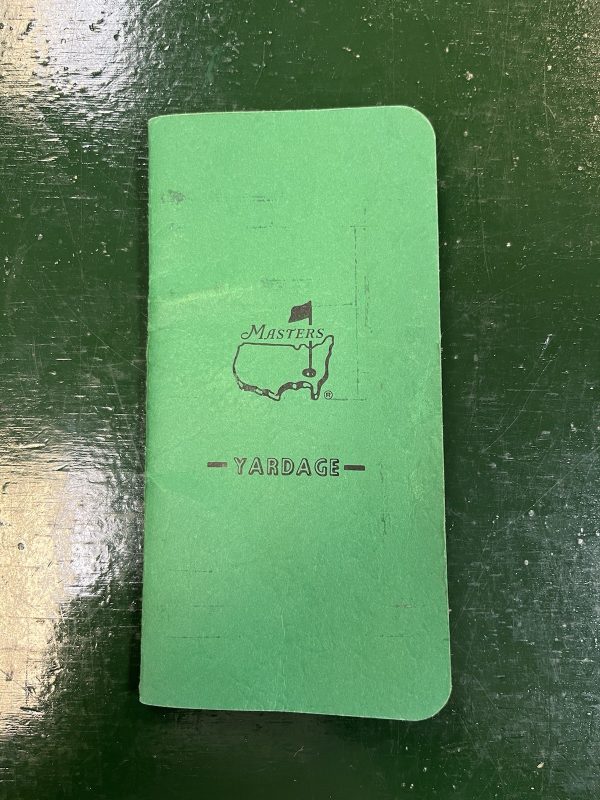 MASTERS
®
— YARDAGE —